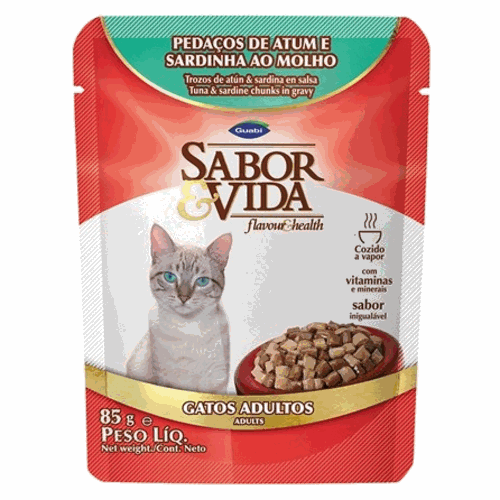 PEDAÇOS DE ATUM E
SARDINHA AO MOLHO
Trozos de atún & sardina en salsa
Tuna & sardine chunks in gravy
Guabi
SABOR
&VIDA
flavour&health
Cozido
a vapor
com
vitaminas
e minerais
sabor
inigualável
GATOS ADULTOS
ADULTS
85 g ℮
PESO LÍQ.
Net weight./Cont. Neto